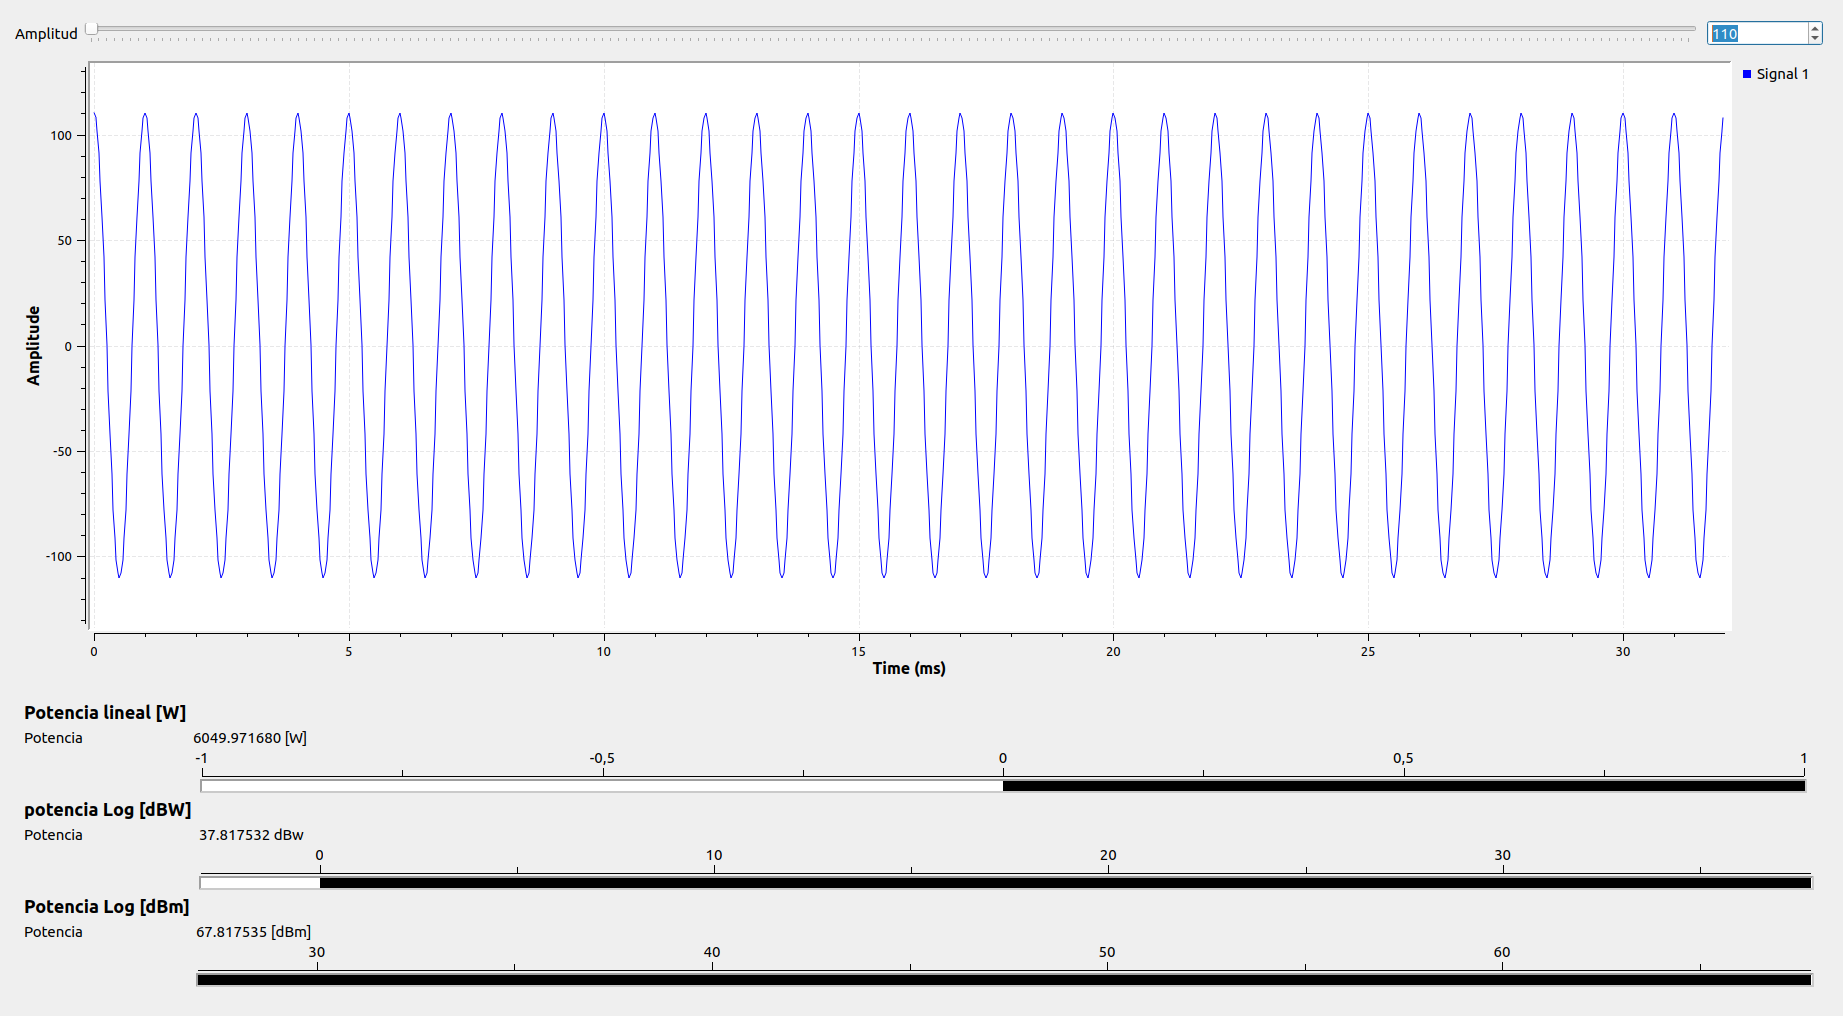 Amplitud 110
Signal 1
100
50
0
-50
-100
Amplitude
0 5 10 15 20 25 30
Time (ms)
Potencia lineal [W]
Potencia 6049.971680 [W]
-1 -0,5 0 0,5 1
potencia Log [dBW]
Potencia 37.817532 dBw
0 10 20 30
Potencia Log [dBm]
Potencia 67.817535 [dBm]
30 40 50 60